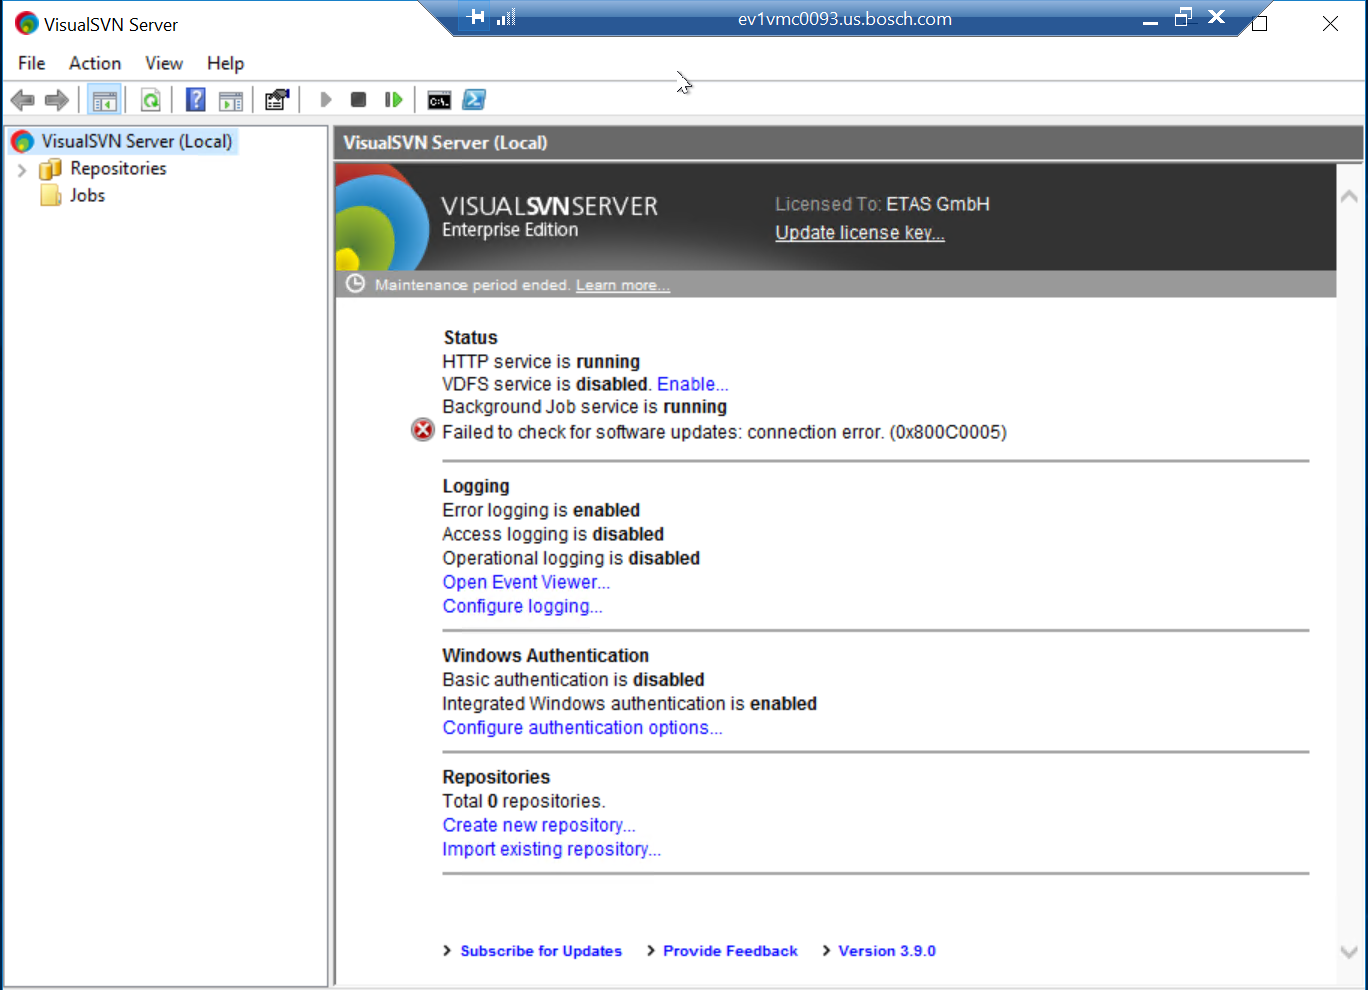 VisualSVN Server
ev1vmc0093.us.bosch.com
File Action View Help
C:\.
VisualSVN Server (Local)
Repositories
Jobs
VisualSVN Server (Local)
VISUALSVNSERVER
Enterprise Edition
Licensed To: ETAS GmbH
Update license key...
Maintenance period ended. Learn more...
Status
HTTP service is running
VDFS service is disabled. Enable...
Background Job service is running
Failed to check for software updates: connection error. (0x800C0005)
Logging
Error logging is enabled
Access logging is disabled
Operational logging is disabled
Open Event Viewer...
Configure logging...
Windows Authentication
Basic authentication is disabled
Integrated Windows authentication is enabled
Configure authentication options...
Repositories
Total 0 repositories.
Create new repository...
Import existing repository...
Subscribe for Updates Provide Feedback Version 3.9.0